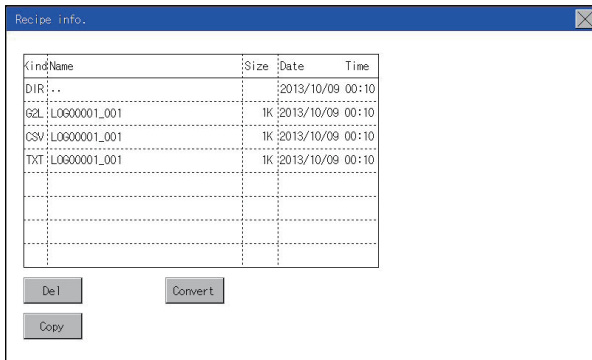 Recipe info.
Kind Name Size Date Time
DIR .. 2013/10/09 00:10
G2L LOG00001_001 1K 2013/10/09 00:10
CSV LOG00001_001 1K 2013/10/09 00:10
TXT LOG00001_001 1K 2013/10/09 00:10
Del Convert
Copy